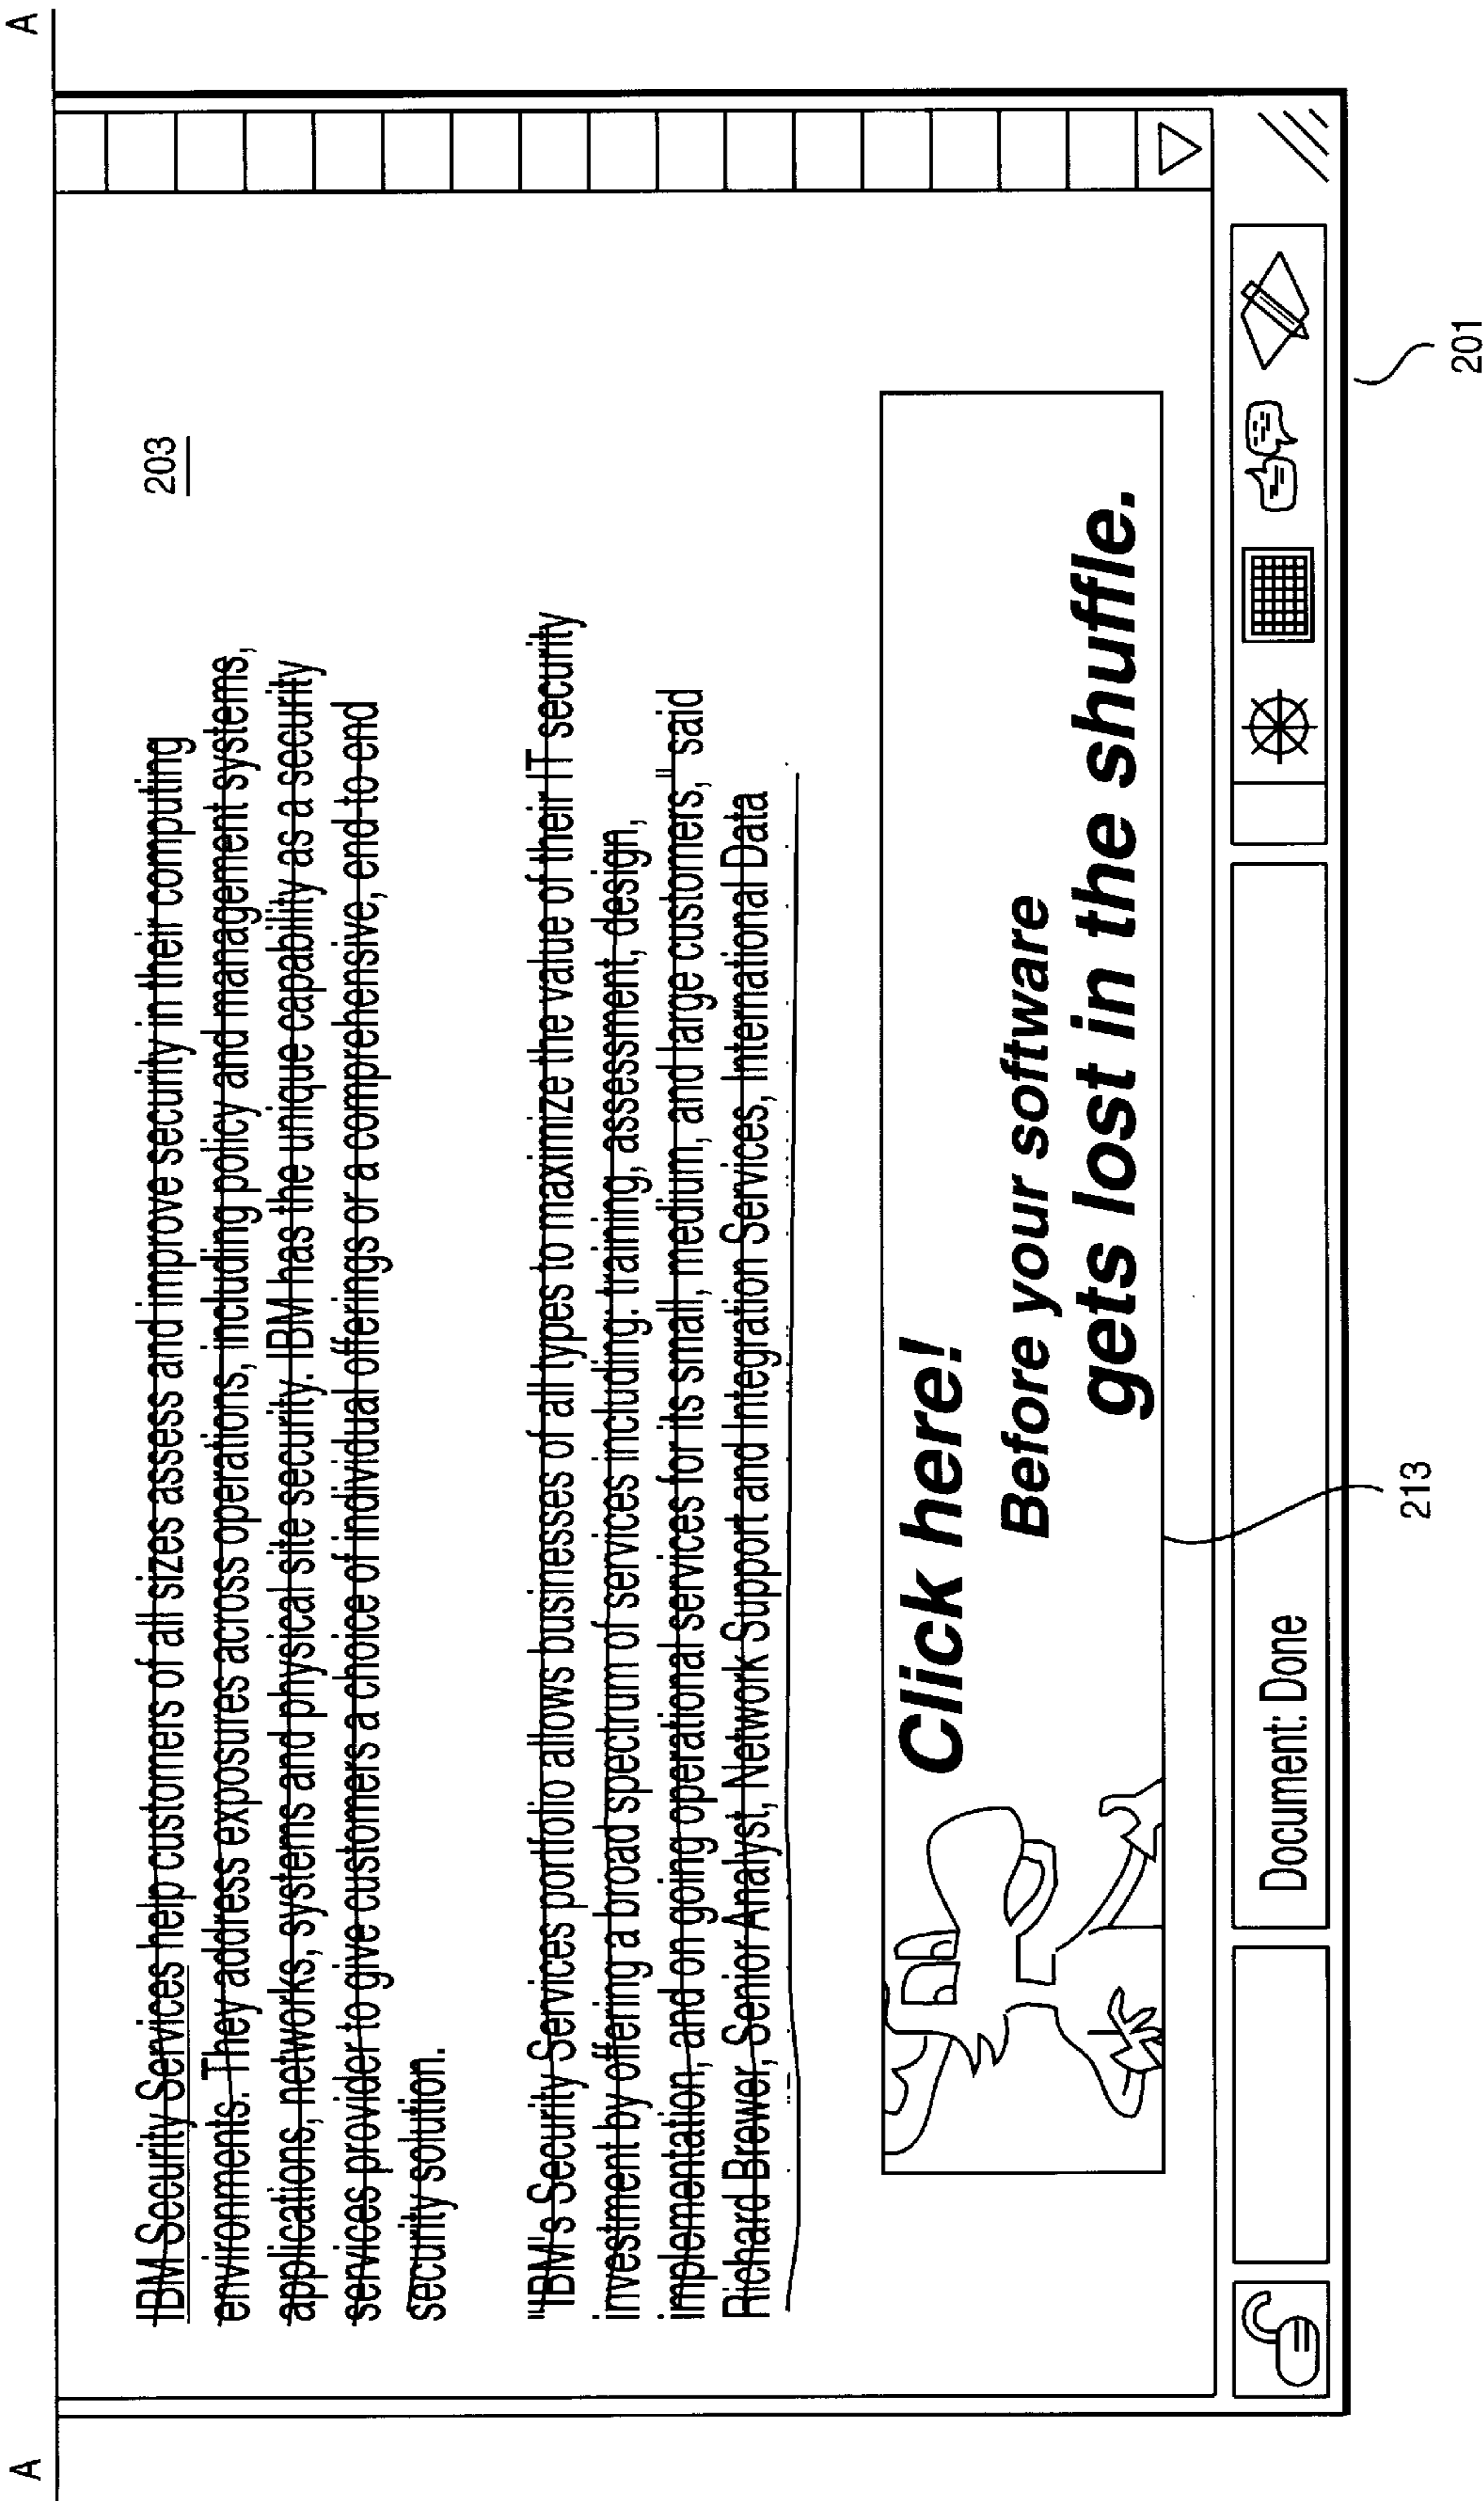 A A
203
IBM Security Services help customers of all sizes assess and improve security in their computing
environments. They address exposures across operations, including policy and management systems,
applications, networks, systems and physical site security. IBM has the unique capability as a security
services provider to give customers a choice of individual offerings or a comprehensive, end-to-end
security solution.
"IBM's Security Services portfolio allows businesses of all types to maximize the value of their IT security
investment by offering a broad spectrum of services including: training, assessment, design,
implementation, and on going operational services for its small, medium, and large customers," said
Richard Brewer, Senior Analyst, Network Support and Integration Services, International Data
Click here!
Before your software
gets lost in the shuffle.
Document: Done
213
201